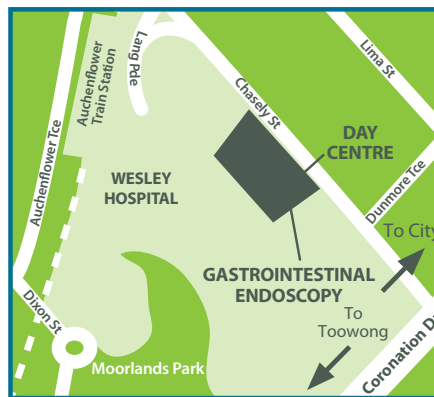 Auchenflower
Train Station
Lang Pde
Lima St
Chasely St
Auchenflower Tce
DAY
CENTRE
WESLEY
HOSPITAL
Dunmore Tce
To City
GASTROINTESTINAL
ENDOSCOPY
Dixon St
To
Toowong
Moorlands Park
Coronation D